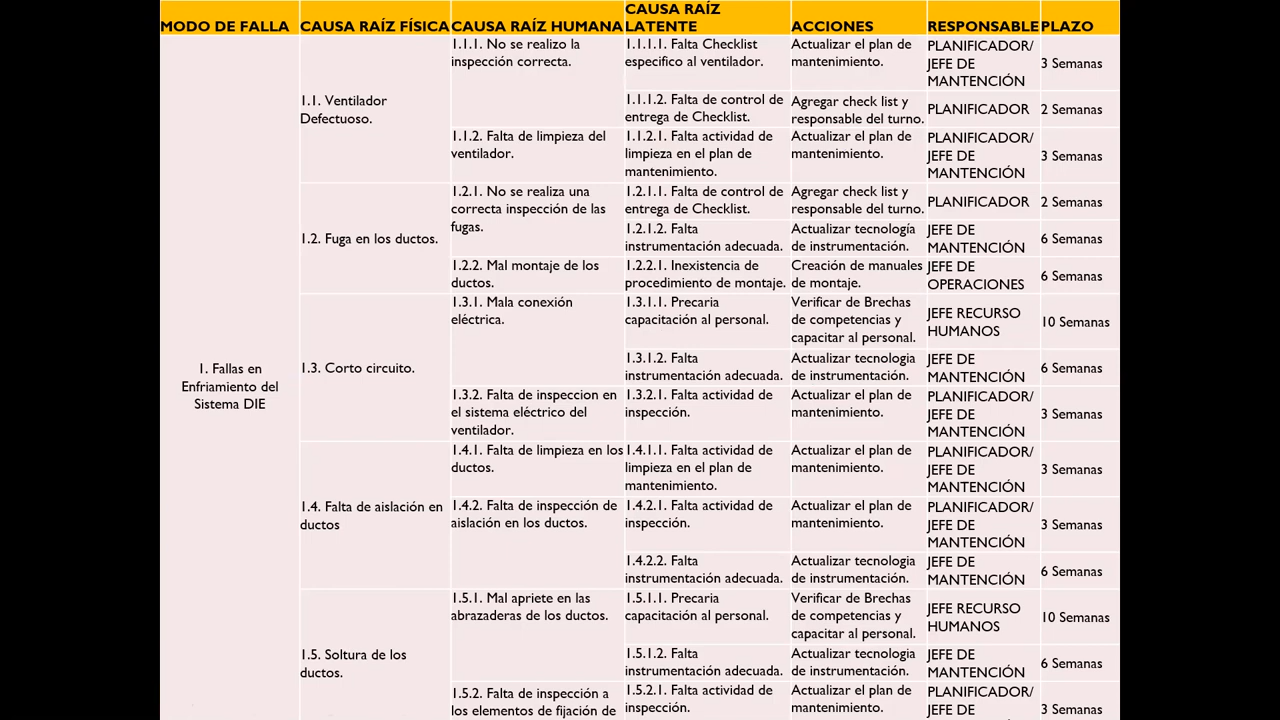 MODO DE FALLA
CAUSA RAÍZ FÍSICA
CAUSA RAÍZ HUMANA
CAUSA RAÍZ
LATENTE
ACCIONES
RESPONSABLE
PLAZO
1. Fallas en
Enfriamiento del
Sistema DIE
1.1. Ventilador
Defectuoso.
1.1.1. No se realizo la
inspección correcta.
1.1.1.1. Falta Checklist
especifico al ventilador.
Actualizar el plan de
mantenimiento.
PLANIFICADOR/
JEFE DE
MANTENCIÓN
3 Semanas
1.1.1.2. Falta de control de
entrega de Checklist.
Agregar check list y
responsable del turno.
PLANIFICADOR
2 Semanas
1.1.2. Falta de limpieza del
ventilador.
1.1.2.1. Falta actividad de
limpieza en el plan de
mantenimiento.
Actualizar el plan de
mantenimiento.
PLANIFICADOR/
JEFE DE
MANTENCIÓN
3 Semanas
1.2. Fuga en los ductos.
1.2.1. No se realiza una
correcta inspección de las
fugas.
1.2.1.1. Falta de control de
entrega de Checklist.
Agregar check list y
responsable del turno.
PLANIFICADOR
2 Semanas
1.2.1.2. Falta
instrumentación adecuada.
Actualizar tecnología
de instrumentación.
JEFE DE
MANTENCIÓN
6 Semanas
1.2.2. Mal montaje de los
ductos.
1.2.2.1. Inexistencia de
procedimiento de montaje.
Creación de manuales
de montaje.
JEFE DE
OPERACIONES
6 Semanas
1.3. Corto circuito.
1.3.1. Mala conexión
eléctrica.
1.3.1.1. Precaria
capacitación al personal.
Verificar de Brechas
de competencias y
capacitar al personal.
JEFE RECURSO
HUMANOS
10 Semanas
1.3.1.2. Falta
instrumentación adecuada.
Actualizar tecnologia
de instrumentación.
JEFE DE
MANTENCIÓN
6 Semanas
1.3.2. Falta de inspeccion en
el sistema eléctrico del
ventilador.
1.3.2.1. Falta actividad de
inspección.
Actualizar el plan de
mantenimiento.
PLANIFICADOR/
JEFE DE
MANTENCIÓN
3 Semanas
1.4. Falta de aislación en
ductos
1.4.1. Falta de limpieza en los
ductos.
1.4.1.1. Falta actividad de
limpieza en el plan de
mantenimiento.
Actualizar el plan de
mantenimiento.
PLANIFICADOR/
JEFE DE
MANTENCIÓN
3 Semanas
1.4.2. Falta de inspección de
aislación en los ductos.
1.4.2.1. Falta actividad de
inspección.
Actualizar el plan de
mantenimiento.
PLANIFICADOR/
JEFE DE
MANTENCIÓN
3 Semanas
1.4.2.2. Falta
instrumentación adecuada.
Actualizar tecnologia
de instrumentación.
JEFE DE
MANTENCIÓN
6 Semanas
1.5. Soltura de los
ductos.
1.5.1. Mal apriete en las
abrazaderas de los ductos.
1.5.1.1. Precaria
capacitación al personal.
Verificar de Brechas
de competencias y
capacitar al personal.
JEFE RECURSO
HUMANOS
10 Semanas
1.5.1.2. Falta
instrumentación adecuada.
Actualizar tecnologia
de instrumentación.
JEFE DE
MANTENCIÓN
6 Semanas
1.5.2. Falta de inspección a
los elementos de fijación de
1.5.2.1. Falta actividad de
inspección.
Actualizar el plan de
mantenimiento.
PLANIFICADOR/
JEFE DE
3 Semanas